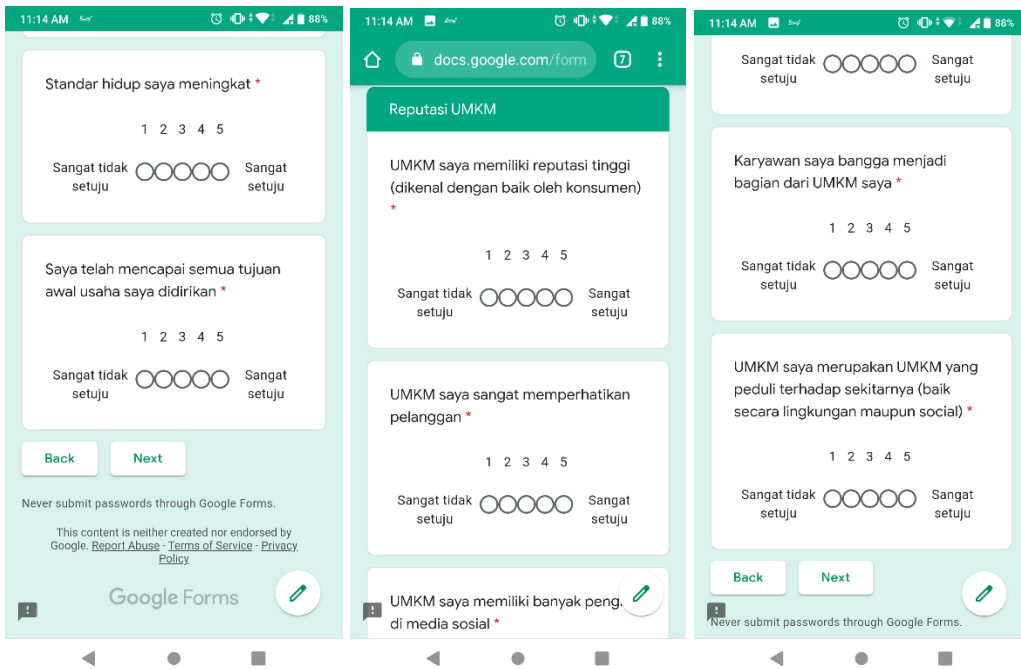 11:14 AM
88%
Standar hidup saya meningkat *
1 2 3 4 5
Sangat tidak setuju
Sangat setuju
Saya telah mencapai semua tujuan
awal usaha saya didirikan *
1 2 3 4 5
Sangat tidak setuju
Sangat setuju
Back
Next
Never submit passwords through Google Forms.
This content is neither created nor endorsed by
Google. Report Abuse - Terms of Service - Privacy
Policy
Google Forms
11:14 AM
88%
docs.google.com/form
7
Reputasi UMKM
UMKM saya memiliki reputasi tinggi
(dikenal dengan baik oleh konsumen)
*
1 2 3 4 5
Sangat tidak setuju
Sangat setuju
UMKM saya sangat memperhatikan
pelanggan *
1 2 3 4 5
Sangat tidak setuju
Sangat setuju
UMKM saya memiliki banyak
di media sosial *
11:14 AM
88%
Sangat tidak setuju
Sangat setuju
Karyawan saya bangga menjadi
bagian dari UMKM saya *
1 2 3 4 5
Sangat tidak setuju
Sangat setuju
UMKM saya merupakan UMKM yang
peduli terhadap sekitarnya (baik
secara lingkungan maupun social) *
1 2 3 4 5
Sangat tidak setuju
Sangat setuju
Back
Next
Never submit passwords through Google Forms.